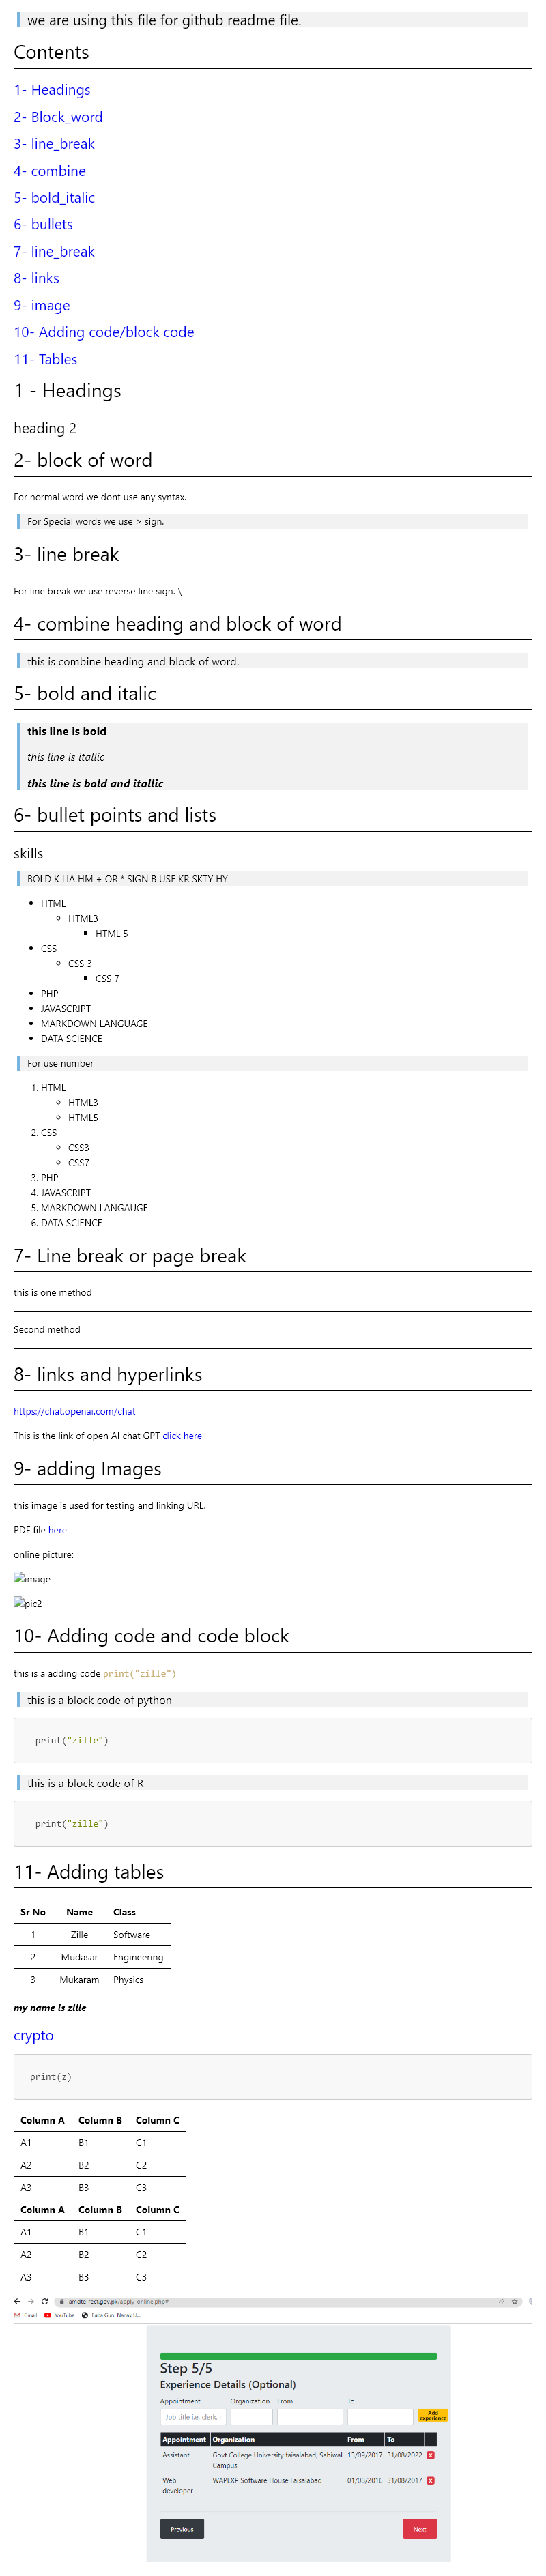 we are using this file for github readme file.
Contents
1- Headings
2- Block_word
3- line_break
4- combine
5- bold_italic
6- bullets
7- line_break
8- links
9- image
10- Adding code/block code
11- Tables
1 - Headings
heading 2
2- block of word
For normal word we dont use any syntax.
For Special words we use > sign.
3- line break
For line break we use reverse line sign. \
4- combine heading and block of word
this is combine heading and block of word.
5- bold and italic
this line is bold
this line is itallic
this line is bold and itallic
6- bullet points and lists
skills
BOLD K LIA HM + OR * SIGN B USE KR SKTY HY
HTML
HTML3
HTML 5
CSS
CSS 3
CSS 7
PHP
JAVASCRIPT
MARKDOWN LANGUAGE
DATA SCIENCE
For use number
1. HTML
HTML3
HTML5
2. CSS
CSS3
CSS7
3. PHP
4. JAVASCRIPT
5. MARKDOWN LANGAUGE
6. DATA SCIENCE
7- Line break or page break
this is one method
Second method
8- links and hyperlinks
https://chat.openai.com/chat
This is the link of open AI chat GPT click here
9- adding Images
this image is used for testing and linking URL.
PDF file here
online picture:
image
pic2
10- Adding code and code block
this is a adding code print("zille")
this is a block code of python
print("zille")
this is a block code of R
print("zille")
11- Adding tables
Sr No Name Class
1 Zille Software
2 Mudasar Engineering
3 Mukaram Physics
my name is zille
crypto
print(z)
Column A Column B Column C
A1 B1 C1
A2 B2 C2
A3 B3 C3
Column A Column B Column C
A1 B1 C1
A2 B2 C2
A3 B3 C3
amdte-rect.gov.pk/apply-online.php#
Gmail YouTube Baba Guru Nanak U...
Step 5/5
Experience Details (Optional)
Appointment Organization From To
Job title i.e. clerk, Add experience
Appointment Organization From To
Assistant Govt College University faisalabad, Sahiwal Campus 13/09/2017 31/08/2022 X
Web developer WAPEXP Software House Faisalabad 01/08/2016 31/08/2017 X
Previous Next